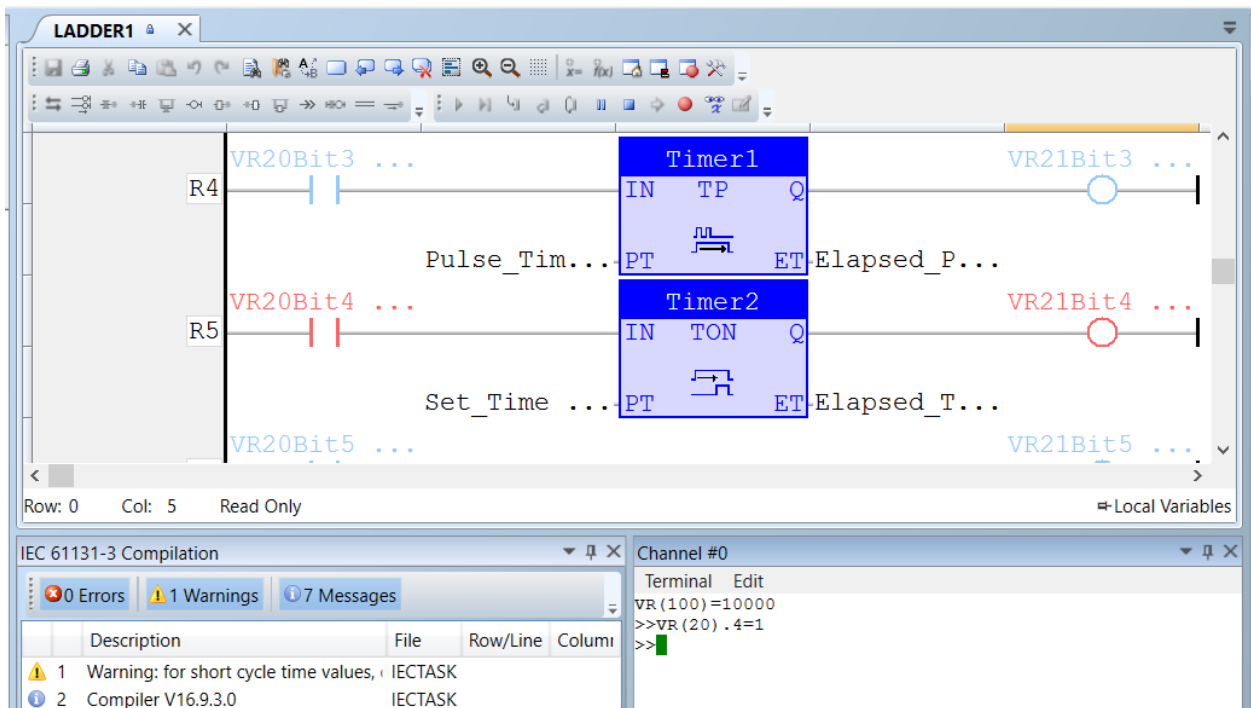 LADDER1
VR20Bit3 ...
Timer1
VR21Bit3 ...
R4
IN TP Q
Pulse_Tim...
PT ET
Elapsed_P...
VR20Bit4 ...
Timer2
VR21Bit4 ...
R5
IN TON Q
Set_Time ...
PT ET
Elapsed_T...
VR20Bit5 ...
VR21Bit5 ...
Row: 0 Col: 5 Read Only
Local Variables
IEC 61131-3 Compilation
0 Errors 1 Warnings 7 Messages
Description File Row/Line Colum
1 Warning: for short cycle time values, IECTASK
2 Compiler V16.9.3.0 IECTASK
Channel #0
Terminal Edit
VR(100)=10000
>>VR(20).4=1
>>